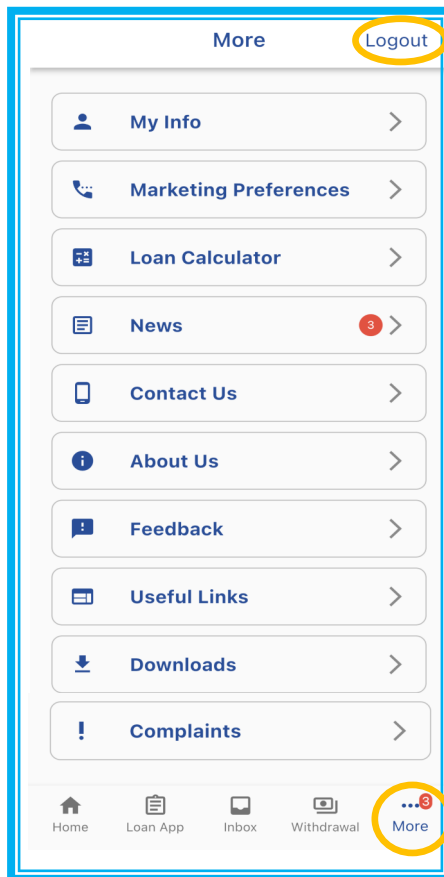 More Logout
My Info
Marketing Preferences
Loan Calculator
News 3
Contact Us
About Us
Feedback
Useful Links
Downloads
Complaints
3
Home Loan App Inbox Withdrawal More